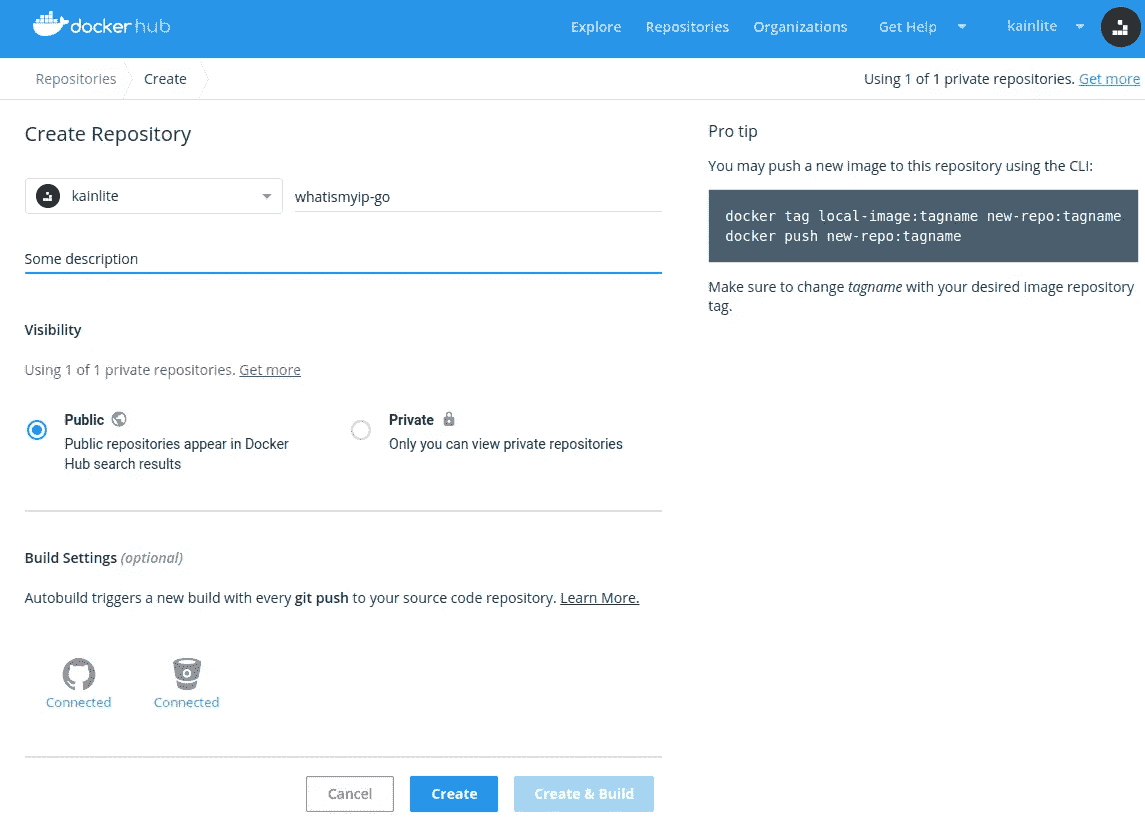 docker hub
Explore Repositories Organizations Get Help kainlite
Repositories Create
Using 1 of 1 private repositories. Get more
Create Repository
kainlite
whatismyip-go
Some description
Visibility
Using 1 of 1 private repositories. Get more
Public
Public repositories appear in Docker
Hub search results
Private
Only you can view private repositories
Build Settings (optional)
Autobuild triggers a new build with every git push to your source code repository. Learn More.
Connected
Connected
Cancel
Create
Create & Build
Pro tip
You may push a new image to this repository using the CLI:
docker tag local-image:tagname new-repo:tagname
docker push new-repo:tagname
Make sure to change tagname with your desired image repository
tag.